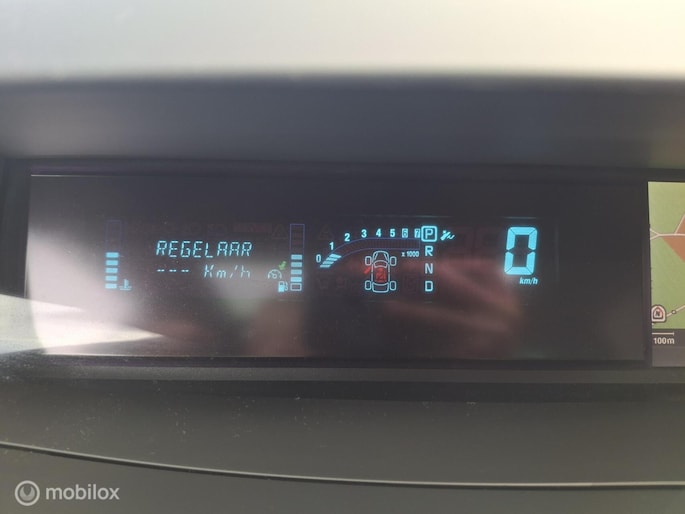 REGELAAR
--- Km/h
0 1 2 3 4 5 6 7
x 1000
P
R
N
D
0
km/h
100m
mobilox